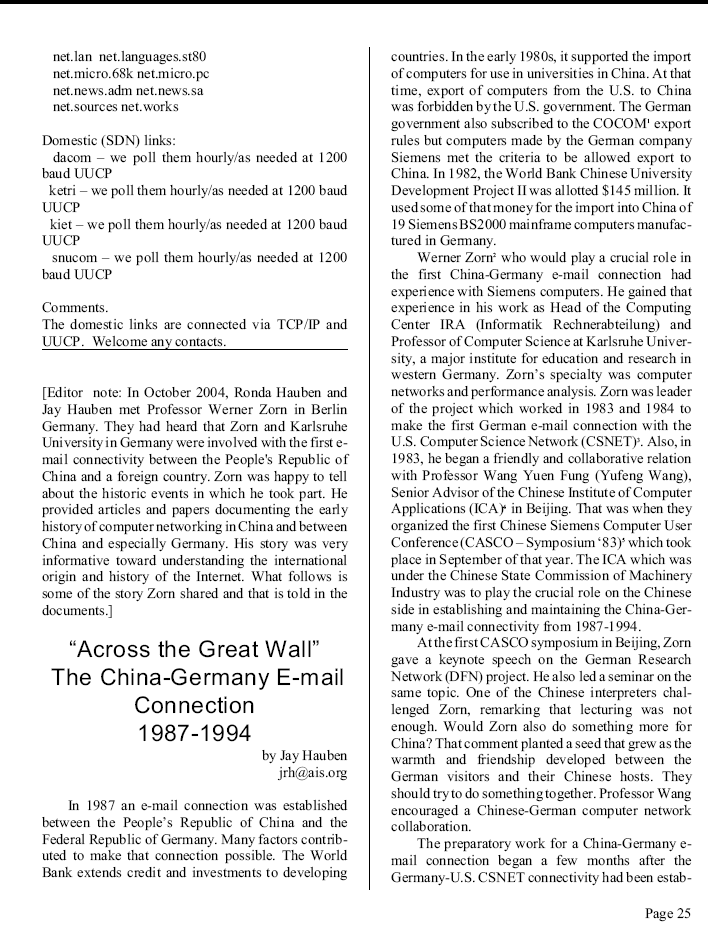 net.lan net.languages.st80
net.micro.68k net.micro.pc
net.news.adm net.news.sa
net.sources net.works
Domestic (SDN) links:
dacom – we poll them hourly/as needed at 1200
baud UUCP
ketri – we poll them hourly/as needed at 1200 baud
UUCP
kiet – we poll them hourly/as needed at 1200 baud
UUCP
snucom – we poll them hourly/as needed at 1200
baud UUCP
Comments.
The domestic links are connected via TCP/IP and
UUCP. Welcome any contacts.
[Editor note: In October 2004, Ronda Hauben and
Jay Hauben met Professor Werner Zorn in Berlin
Germany. They had heard that Zorn and Karlsruhe
University in Germany were involved with the first e-
mail connectivity between the People's Republic of
China and a foreign country. Zorn was happy to tell
about the historic events in which he took part. He
provided articles and papers documenting the early
history of computer networking in China and between
China and especially Germany. His story was very
informative toward understanding the international
origin and history of the Internet. What follows is
some of the story Zorn shared and that is told in the
documents.]
“Across the Great Wall”
The China-Germany E-mail
Connection
1987-1994
by Jay Hauben
jrh@ais.org
In 1987 an e-mail connection was established
between the People’s Republic of China and the
Federal Republic of Germany. Many factors contrib-
uted to make that connection possible. The World
Bank extends credit and investments to developing
countries. In the early 1980s, it supported the import
of computers for use in universities in China. At that
time, export of computers from the U.S. to China
was forbidden by the U.S. government. The German
government also subscribed to the COCOM¹ export
rules but computers made by the German company
Siemens met the criteria to be allowed export to
China. In 1982, the World Bank Chinese University
Development Project II was allotted $145 million. It
used some of that money for the import into China of
19 Siemens BS2000 mainframe computers manufac-
tured in Germany.
Werner Zorn² who would play a crucial role in
the first China-Germany e-mail connection had
experience with Siemens computers. He gained that
experience in his work as Head of the Computing
Center IRA (Informatik Rechnerabteilung) and
Professor of Computer Science at Karlsruhe Univer-
sity, a major institute for education and research in
western Germany. Zorn’s specialty was computer
networks and performance analysis. Zorn was leader
of the project which worked in 1983 and 1984 to
make the first German e-mail connection with the
U.S. Computer Science Network (CSNET)³. Also, in
1983, he began a friendly and collaborative relation
with Professor Wang Yuen Fung (Yufeng Wang),
Senior Advisor of the Chinese Institute of Computer
Applications (ICA)⁴ in Beijing. That was when they
organized the first Chinese Siemens Computer User
Conference (CASCO – Symposium ‘83)⁵ which took
place in September of that year. The ICA which was
under the Chinese State Commission of Machinery
Industry was to play the crucial role on the Chinese
side in establishing and maintaining the China-Ger-
many e-mail connectivity from 1987-1994.
At the first CASCO symposium in Beijing, Zorn
gave a keynote speech on the German Research
Network (DFN) project. He also led a seminar on the
same topic. One of the Chinese interpreters chal-
lenged Zorn, remarking that lecturing was not
enough. Would Zorn also do something more for
China? That comment planted a seed that grew as the
warmth and friendship developed between the
German visitors and their Chinese hosts. They
should try to do something together. Professor Wang
encouraged a Chinese-German computer network
collaboration.
The preparatory work for a China-Germany e-
mail connection began a few months after the
Germany-U.S. CSNET connectivity had been estab-
Page 25